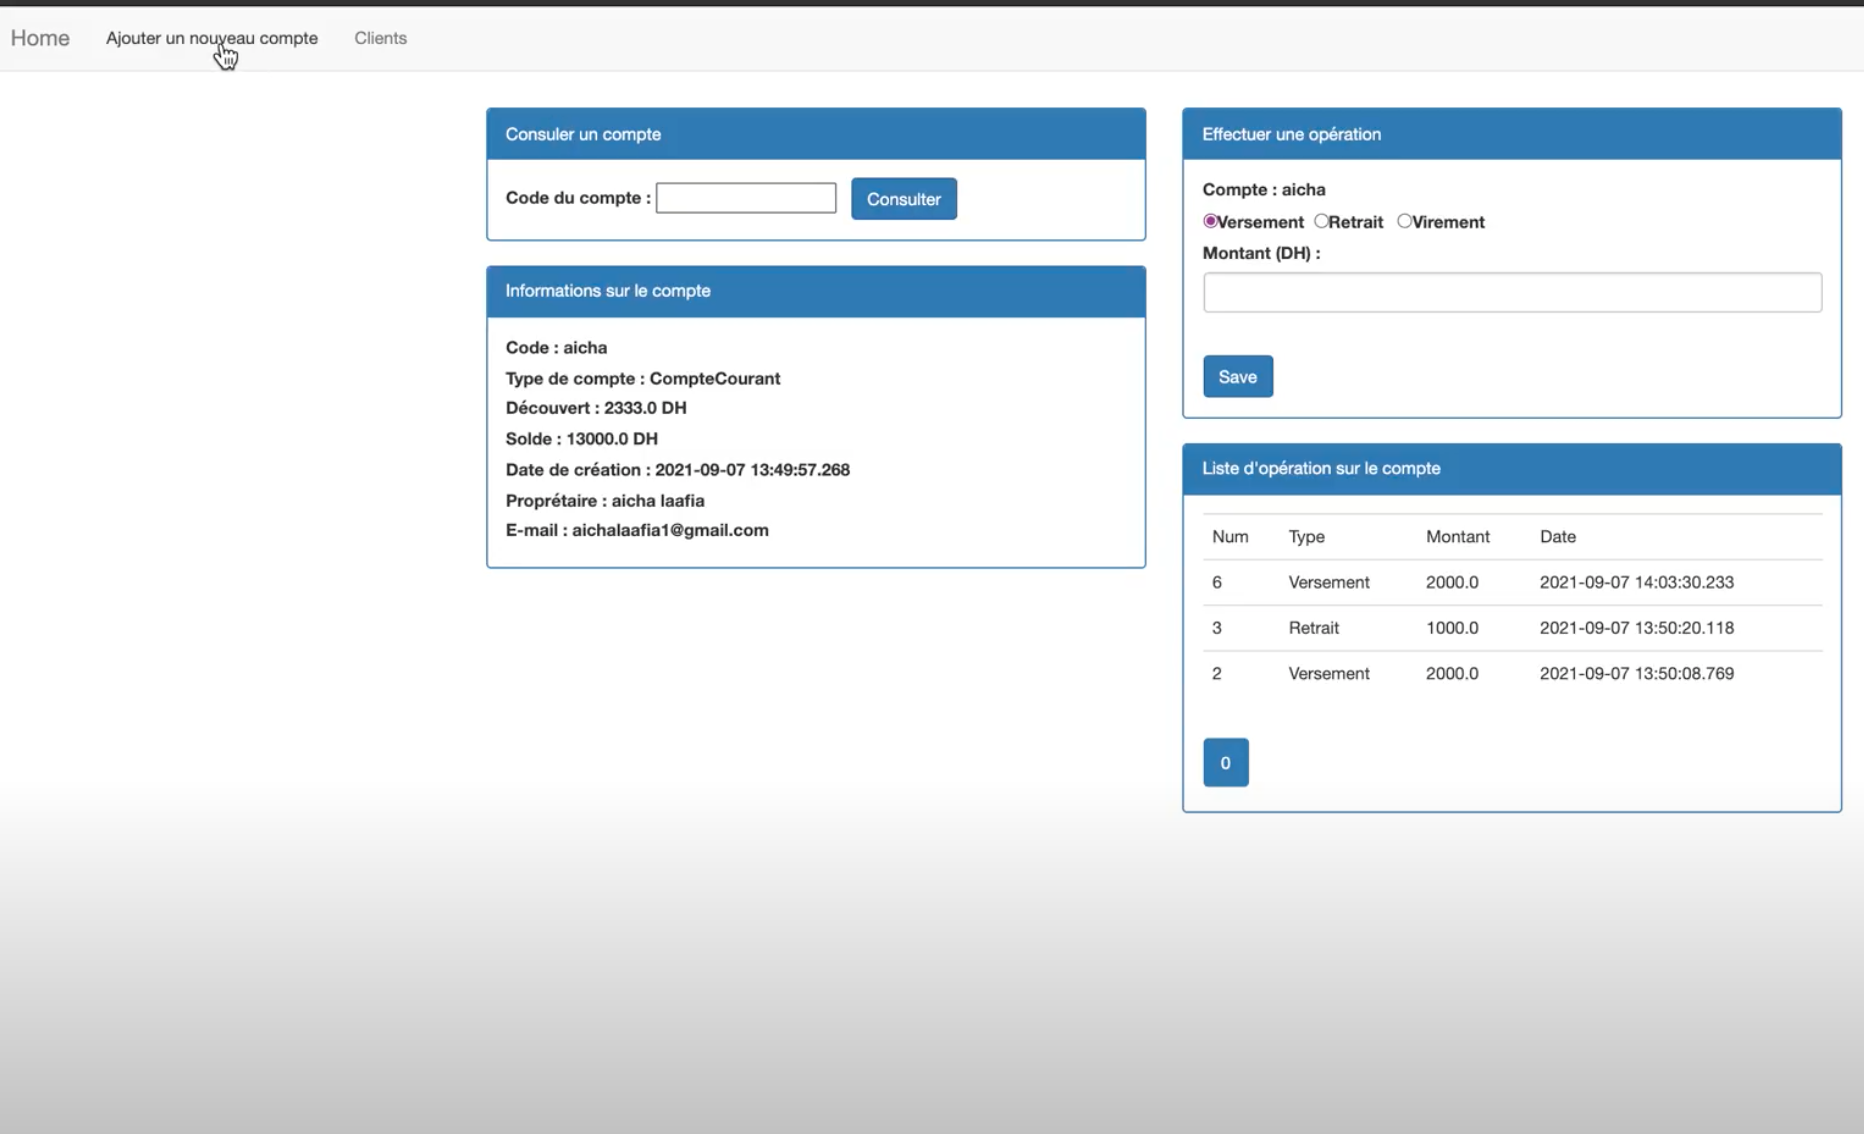 Home Ajouter un nouveau compte Clients
Consuler un compte
Code du compte : Consulter
Informations sur le compte
Code : aicha
Type de compte : CompteCourant
Découvert : 2333.0 DH
Solde : 13000.0 DH
Date de création : 2021-09-07 13:49:57.268
Proprétaire : aicha laafia
E-mail : aichalaafia1@gmail.com
Effectuer une opération
Compte : aicha
Versement Retrait Virement
Montant (DH) :
Save
Liste d'opération sur le compte
Num Type Montant Date
6 Versement 2000.0 2021-09-07 14:03:30.233
3 Retrait 1000.0 2021-09-07 13:50:20.118
2 Versement 2000.0 2021-09-07 13:50:08.769
0